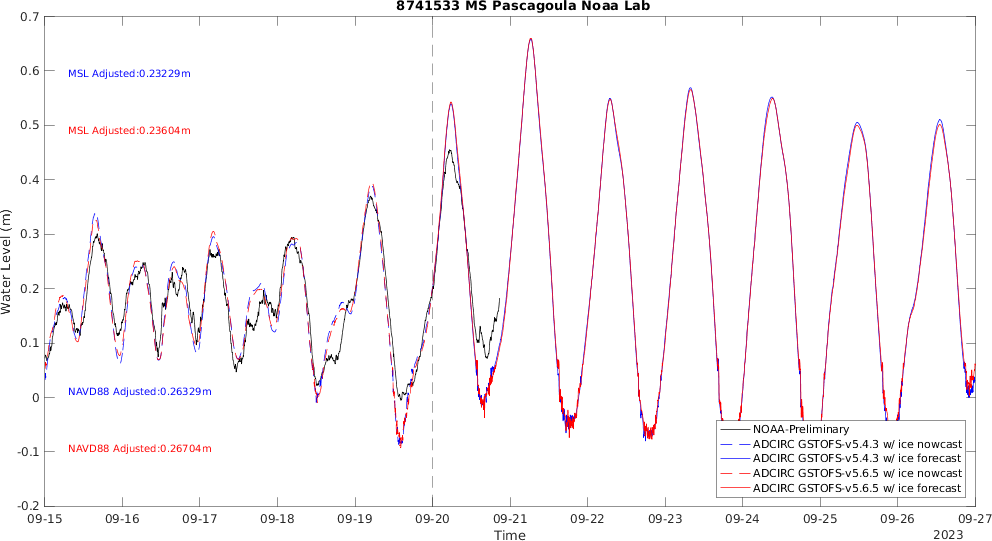 8741533 MS Pascagoula Noaa Lab
0.7
0.6
0.5
0.4
0.3
0.2
0.1
0
-0.1
-0.2
Water Level (m)
MSL Adjusted:0.23229m
MSL Adjusted:0.23604m
NAVD88 Adjusted:0.26329m
NAVD88 Adjusted:0.26704m
NOAA-Preliminary
ADCIRC GSTOFS-v5.4.3 w/ ice nowcast
ADCIRC GSTOFS-v5.4.3 w/ ice forecast
ADCIRC GSTOFS-v5.6.5 w/ ice nowcast
ADCIRC GSTOFS-v5.6.5 w/ ice forecast
09-15 09-16 09-17 09-18 09-19 09-20 09-21 09-22 09-23 09-24 09-25 09-26 09-27
Time
2023